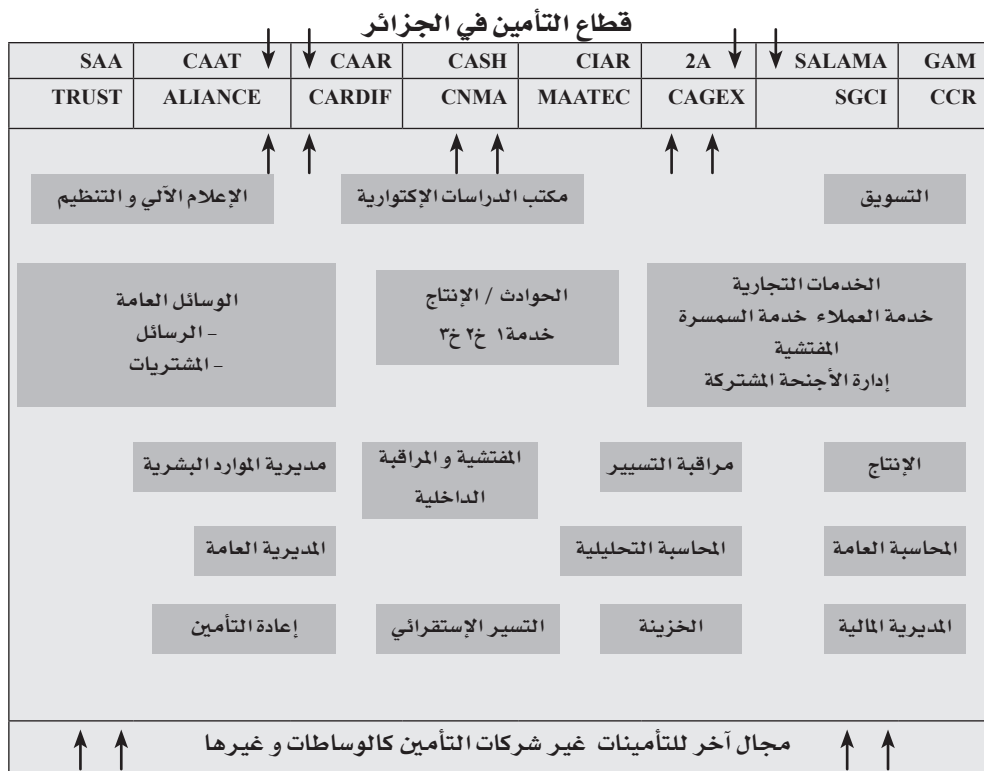 قطاع التأمين في الجزائر
SAA CAAT CAAR CASH CIAR 2A SALAMA GAM
TRUST ALIANCE CARDIF CNMA MAATEC CAGEX SGCI CCR
التسويق
مكتب الدراسات الإكتوارية
الإعلام الآلي و التنظيم
الخدمات التجارية
خدمة العملاء خدمة السمسرة
المفتشية
إدارة الأجنحة المشتركة
الحوادث / الإنتاج
خدمة١ خ٢ خ٣
الوسائل العامة
– الرسائل
– المشتريات
الإنتاج
مراقبة التسيير
المفتشية و المراقبة
الداخلية
مديرية الموارد البشرية
المحاسبة العامة
المحاسبة التحليلية
المديرية العامة
المديرية المالية
الخزينة
التسير الإستقرائي
إعادة التأمين
مجال آخر للتأمينات غير شركات التأمين كالوساطات و غيرها